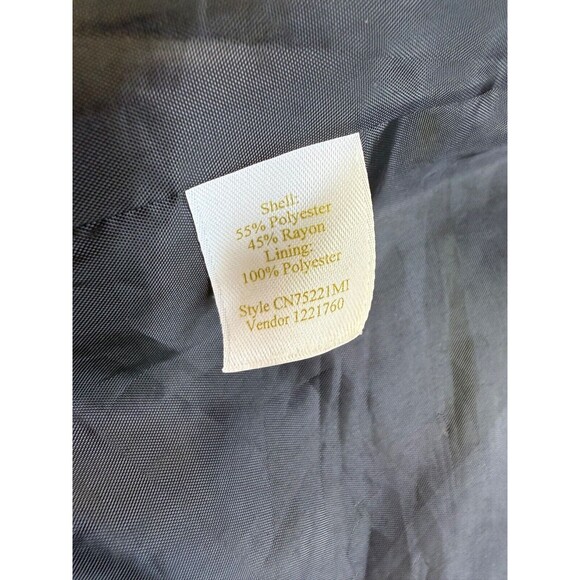 Shell:
55% Polyester
45% Rayon
Lining:
100% Polyester
Style CN75221MI
Vendor 1221760